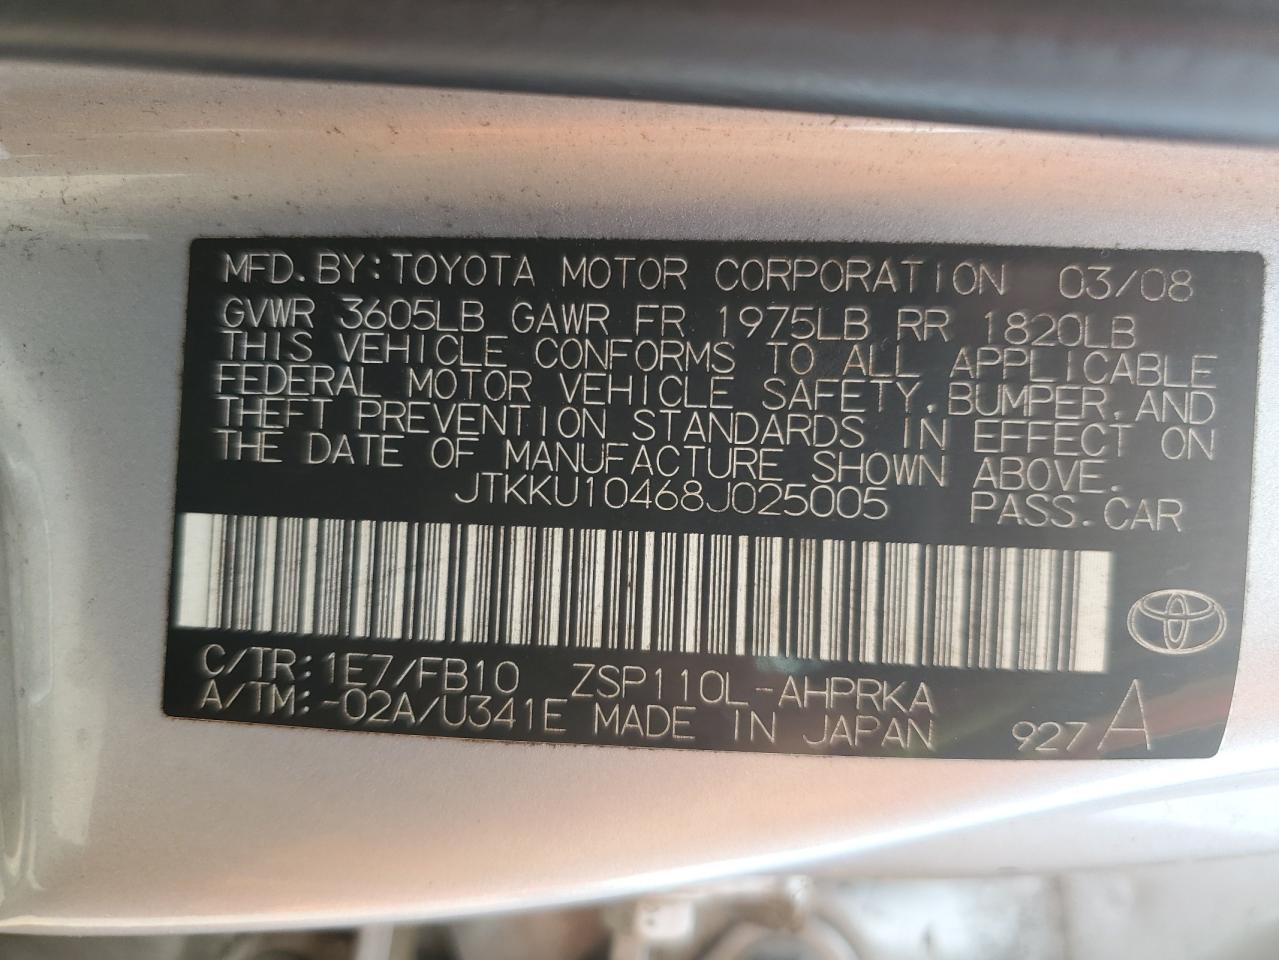 MFD.BY:TOYOTA MOTOR CORPORATION 03/08
GVWR 3605LB GAWR FR 1975LB RR 1820LB
THIS VEHICLE CONFORMS TO ALL APPLICABLE
FEDERAL MOTOR VEHICLE SAFETY,BUMPER,AND
THEFT PREVENTION STANDARDS IN EFFECT ON
THE DATE OF MANUFACTURE SHOWN ABOVE.
JTKKU10468J025005 PASS.CAR
C/TR:1E7/FB10 ZSP110L-AHPRKA
A/TM:-02A/U341E MADE IN JAPAN 927 A